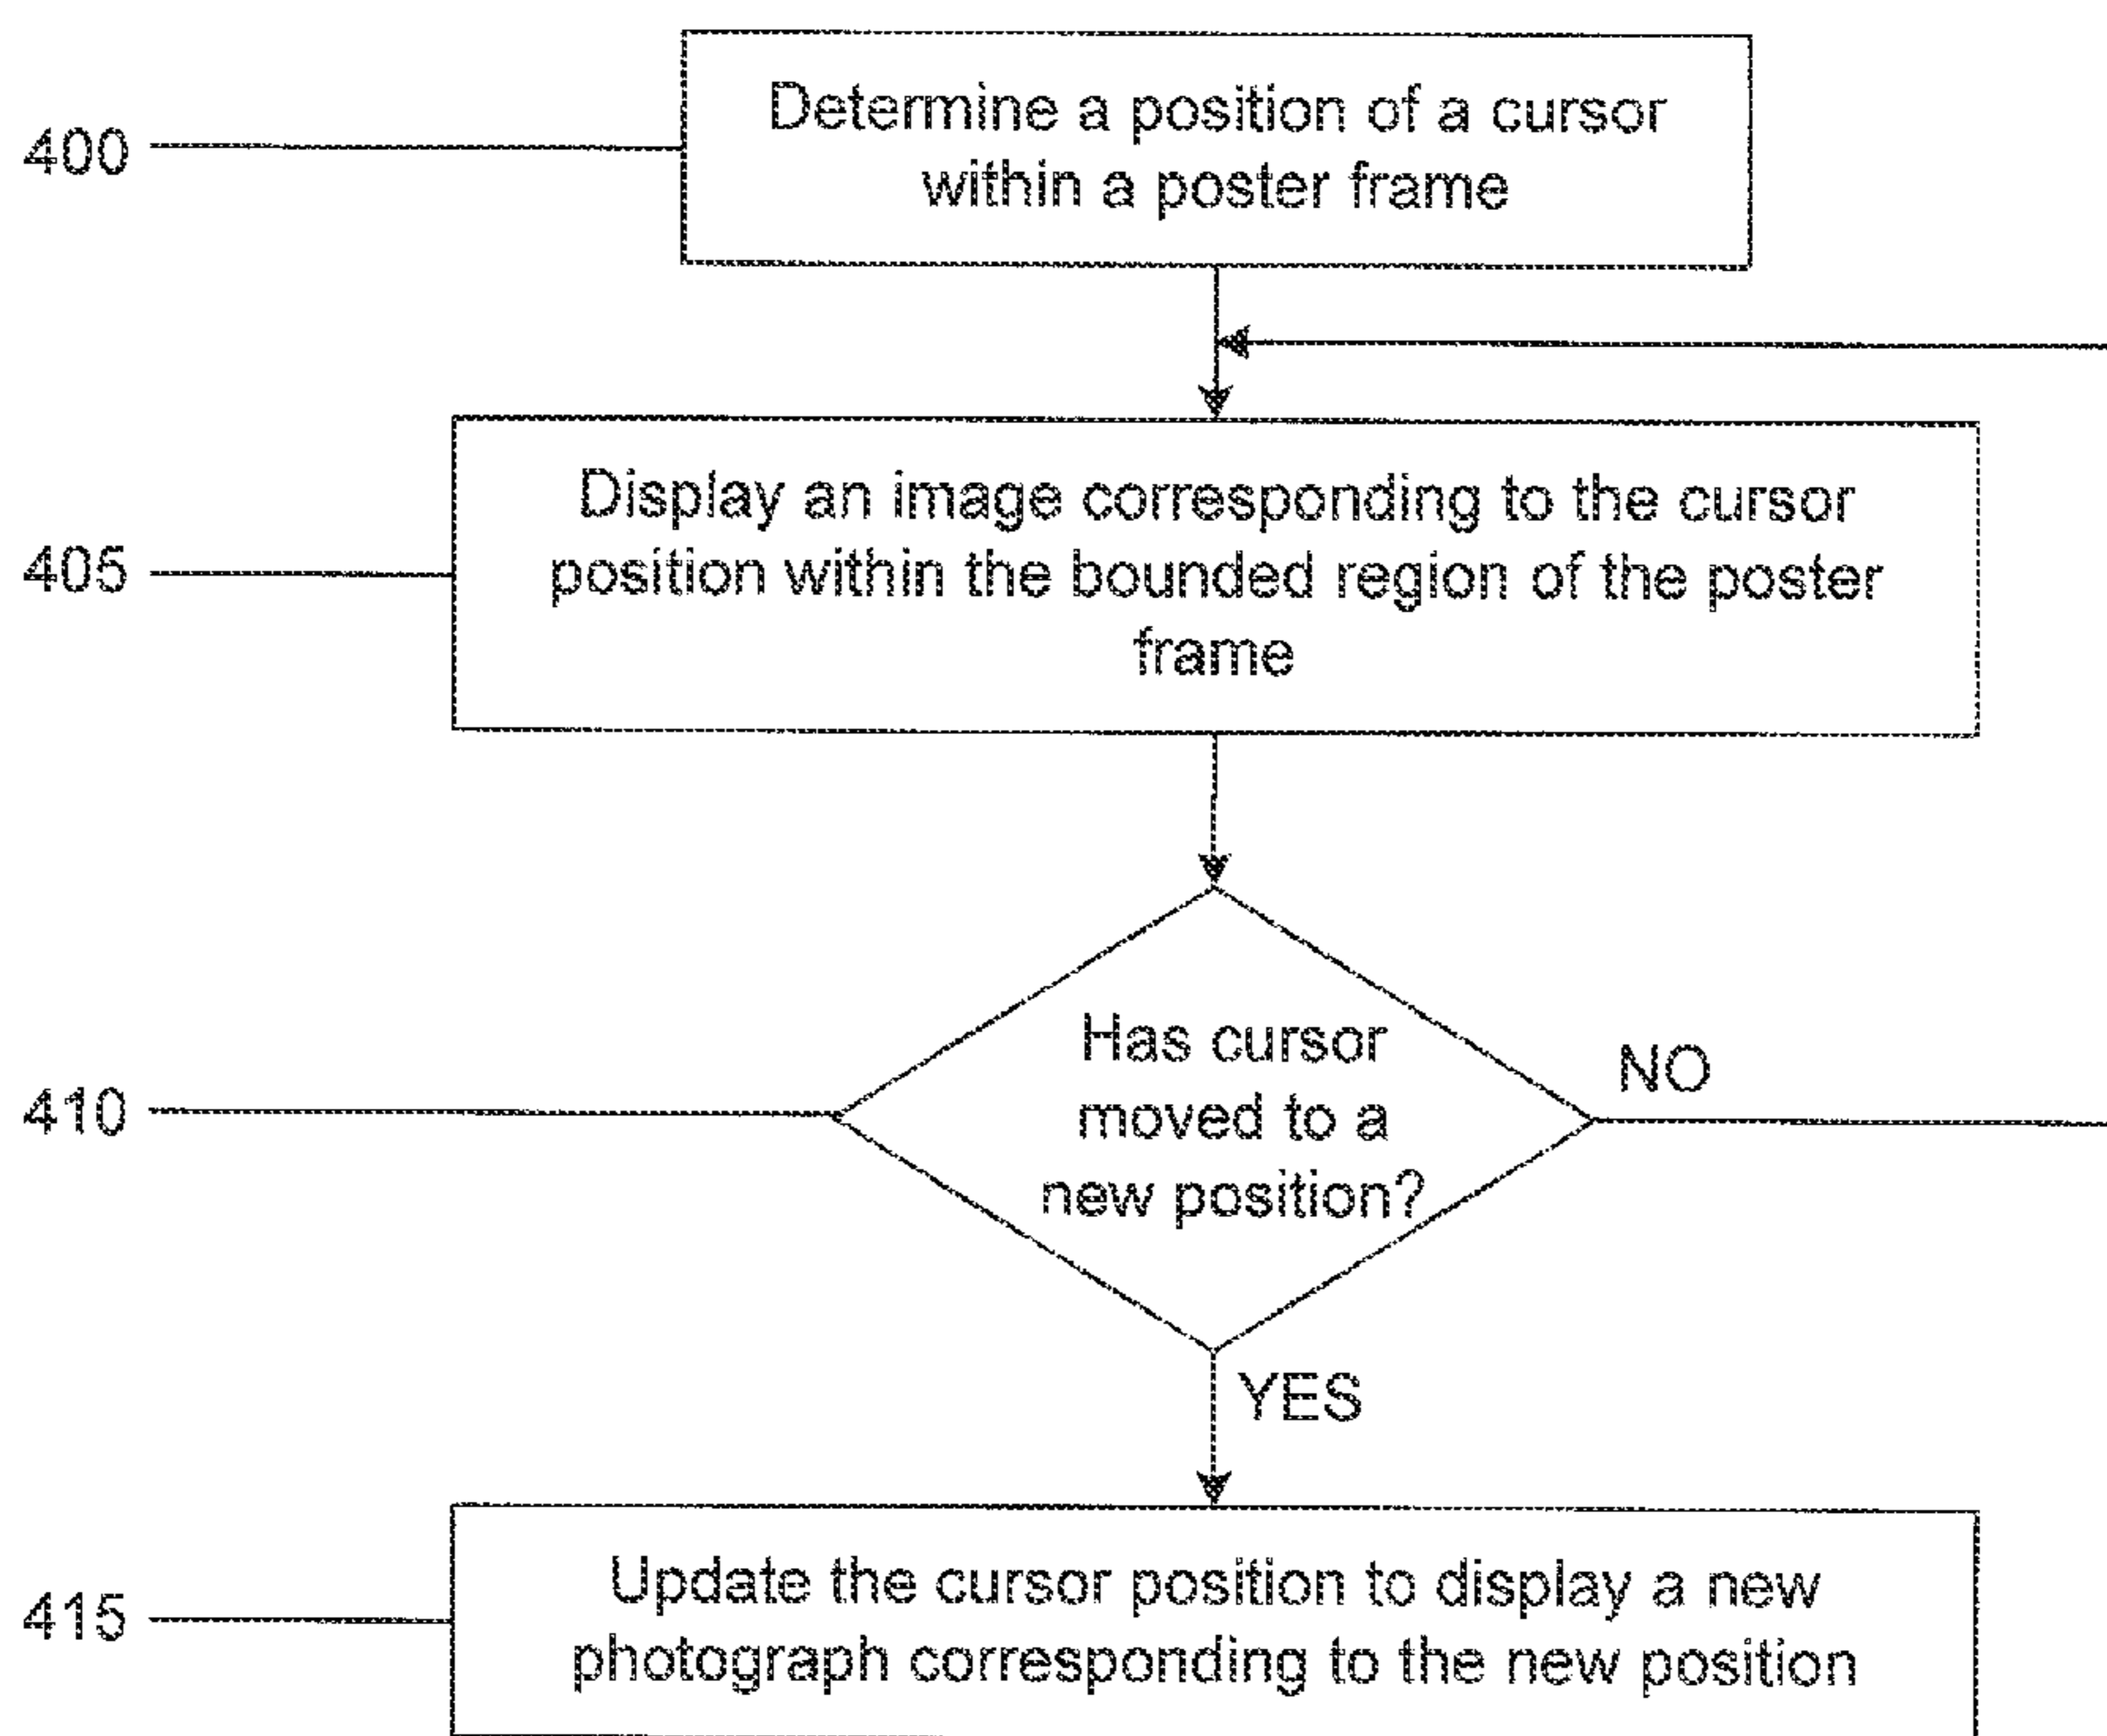 400
Determine a position of a cursor
within a poster frame
405
Display an image corresponding to the cursor
position within the bounded region of the poster
frame
410
Has cursor
moved to a
new position?
NO
YES
415
Update the cursor position to display a new
photograph corresponding to the new position